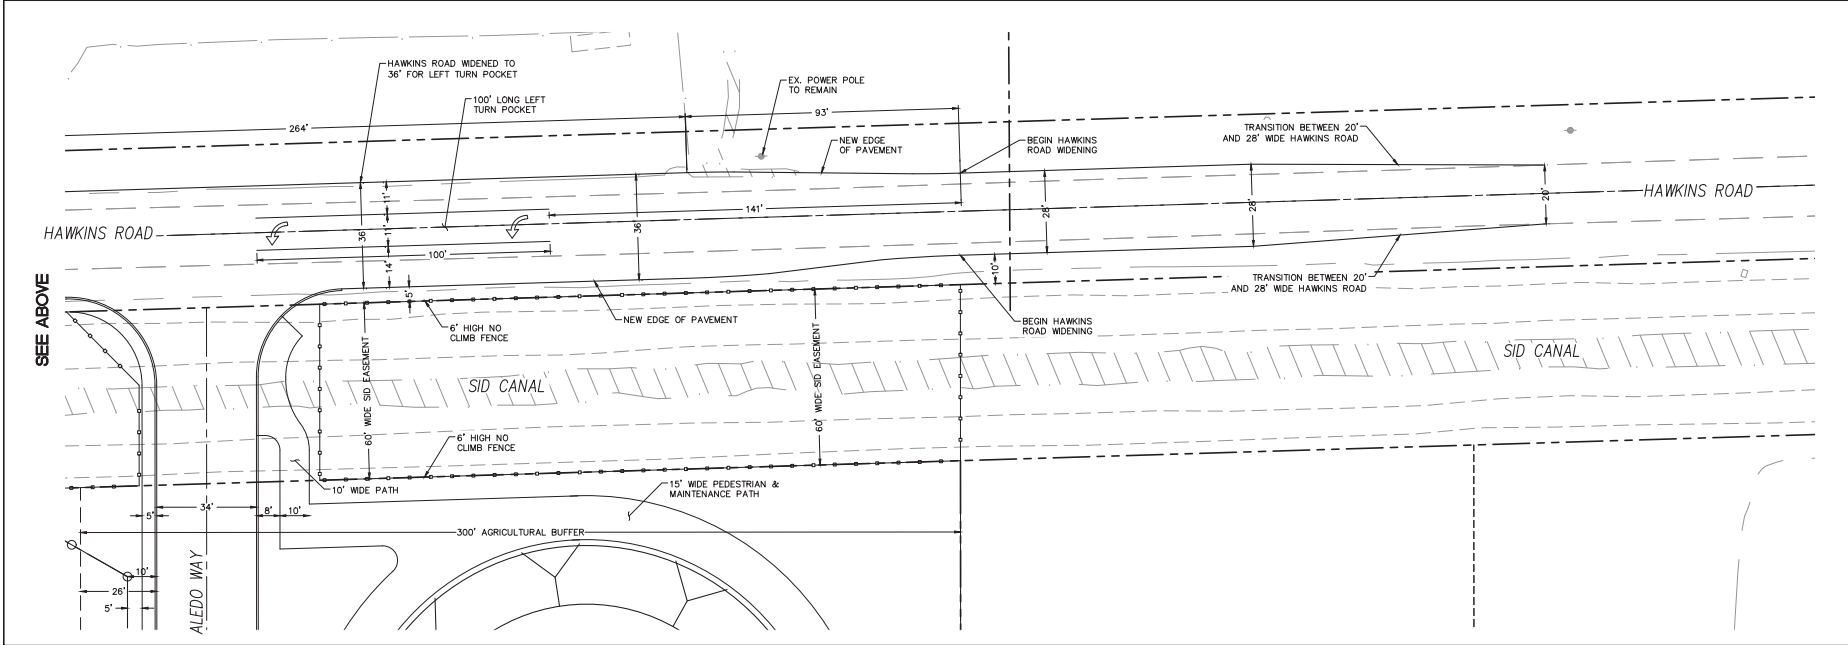 HAWKINS ROAD WIDENED TO
36' FOR LEFT TURN POCKET
100' LONG LEFT
TURN POCKET
EX. POWER POLE
TO REMAIN
264'
93'
NEW EDGE
OF PAVEMENT
BEGIN HAWKINS
ROAD WIDENING
TRANSITION BETWEEN 20'
AND 28' WIDE HAWKINS ROAD
HAWKINS ROAD
HAWKINS ROAD
11'
11'
14'
36'
36'
141'
100'
28'
28'
20'
10'
5'
SEE ABOVE
NEW EDGE OF PAVEMENT
6' HIGH NO
CLIMB FENCE
BEGIN HAWKINS
ROAD WIDENING
TRANSITION BETWEEN 20'
AND 28' WIDE HAWKINS ROAD
60' WIDE SID EASEMENT
60' WIDE SID EASEMENT
SID CANAL
SID CANAL
6' HIGH NO
CLIMB FENCE
10' WIDE PATH
15' WIDE PEDESTRIAN &
MAINTENANCE PATH
5'
34'
8'
10'
300' AGRICULTURAL BUFFER
10'
26'
5'
ALEDO WAY